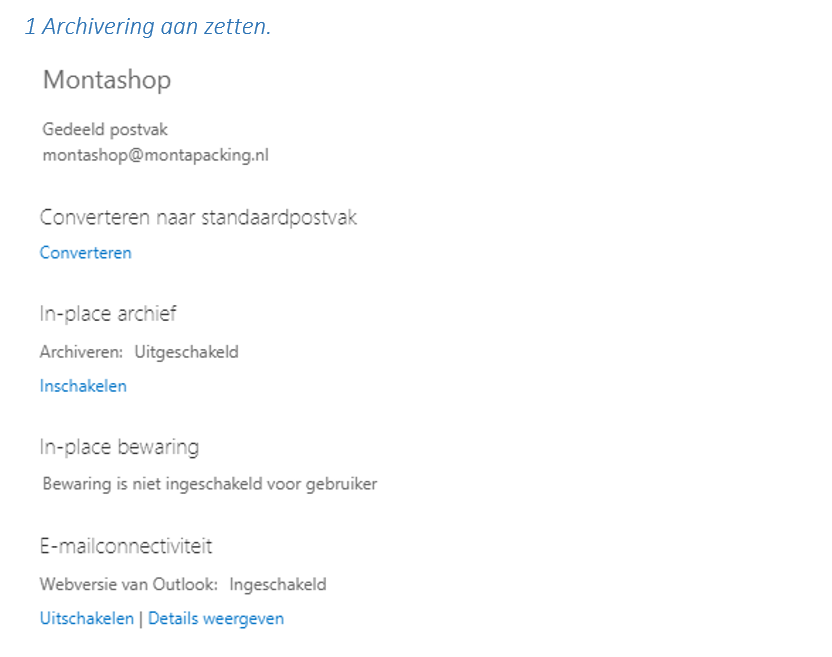 1 Archivering aan zetten.
Montashop
Gedeeld postvak
montashop@montapacking.nl
Converteren naar standaardpostvak
Converteren
In-place archief
Archiveren: Uitgeschakeld
Inschakelen
In-place bewaring
Bewaring is niet ingeschakeld voor gebruiker
E-mailconnectiviteit
Webversie van Outlook: Ingeschakeld
Uitschakelen | Details weergeven